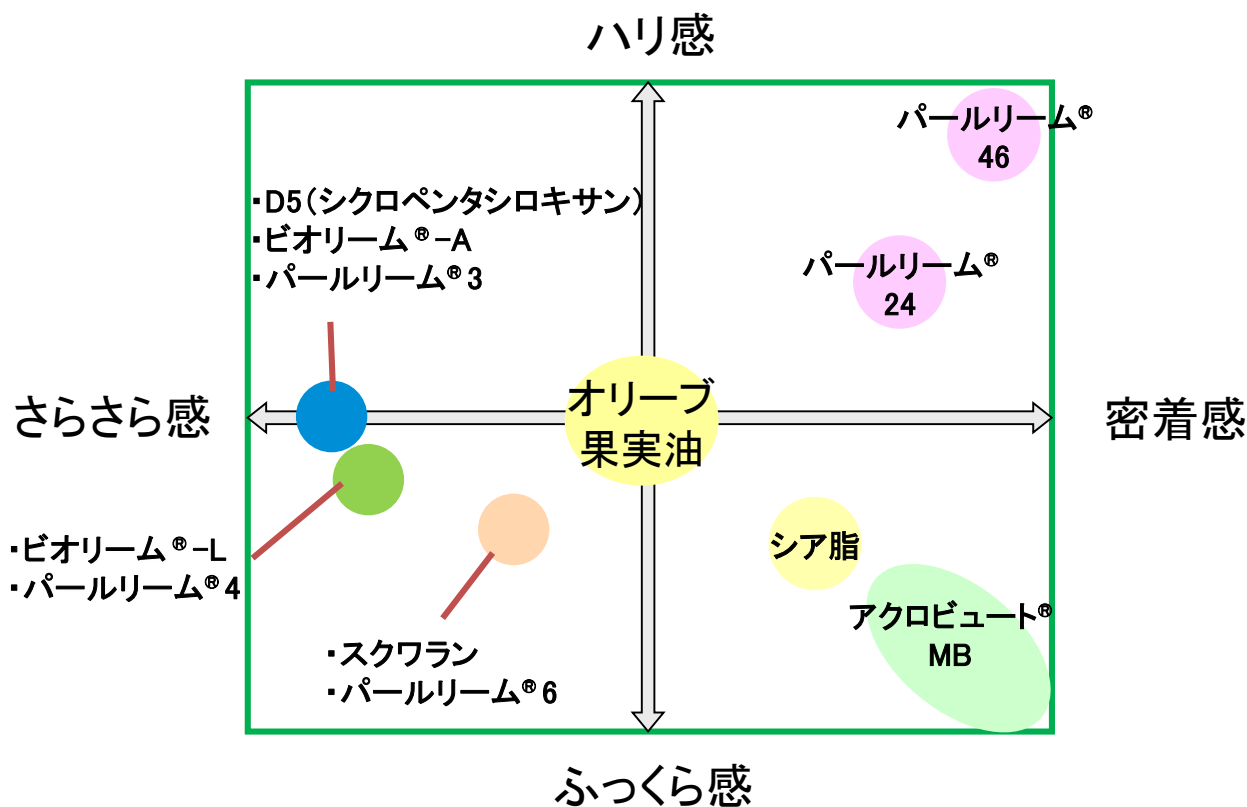 ハリ感
パールリーム®
46
・D5(シクロペンタシロキサン)
・ビオリーム®-A
・パールリーム®3
パールリーム®
24
さらさら感
オリーブ
果実油
密着感
・ビオリーム®-L
・パールリーム®4
シア脂
アクロビュート®
MB
・スクワラン
・パールリーム®6
ふっくら感